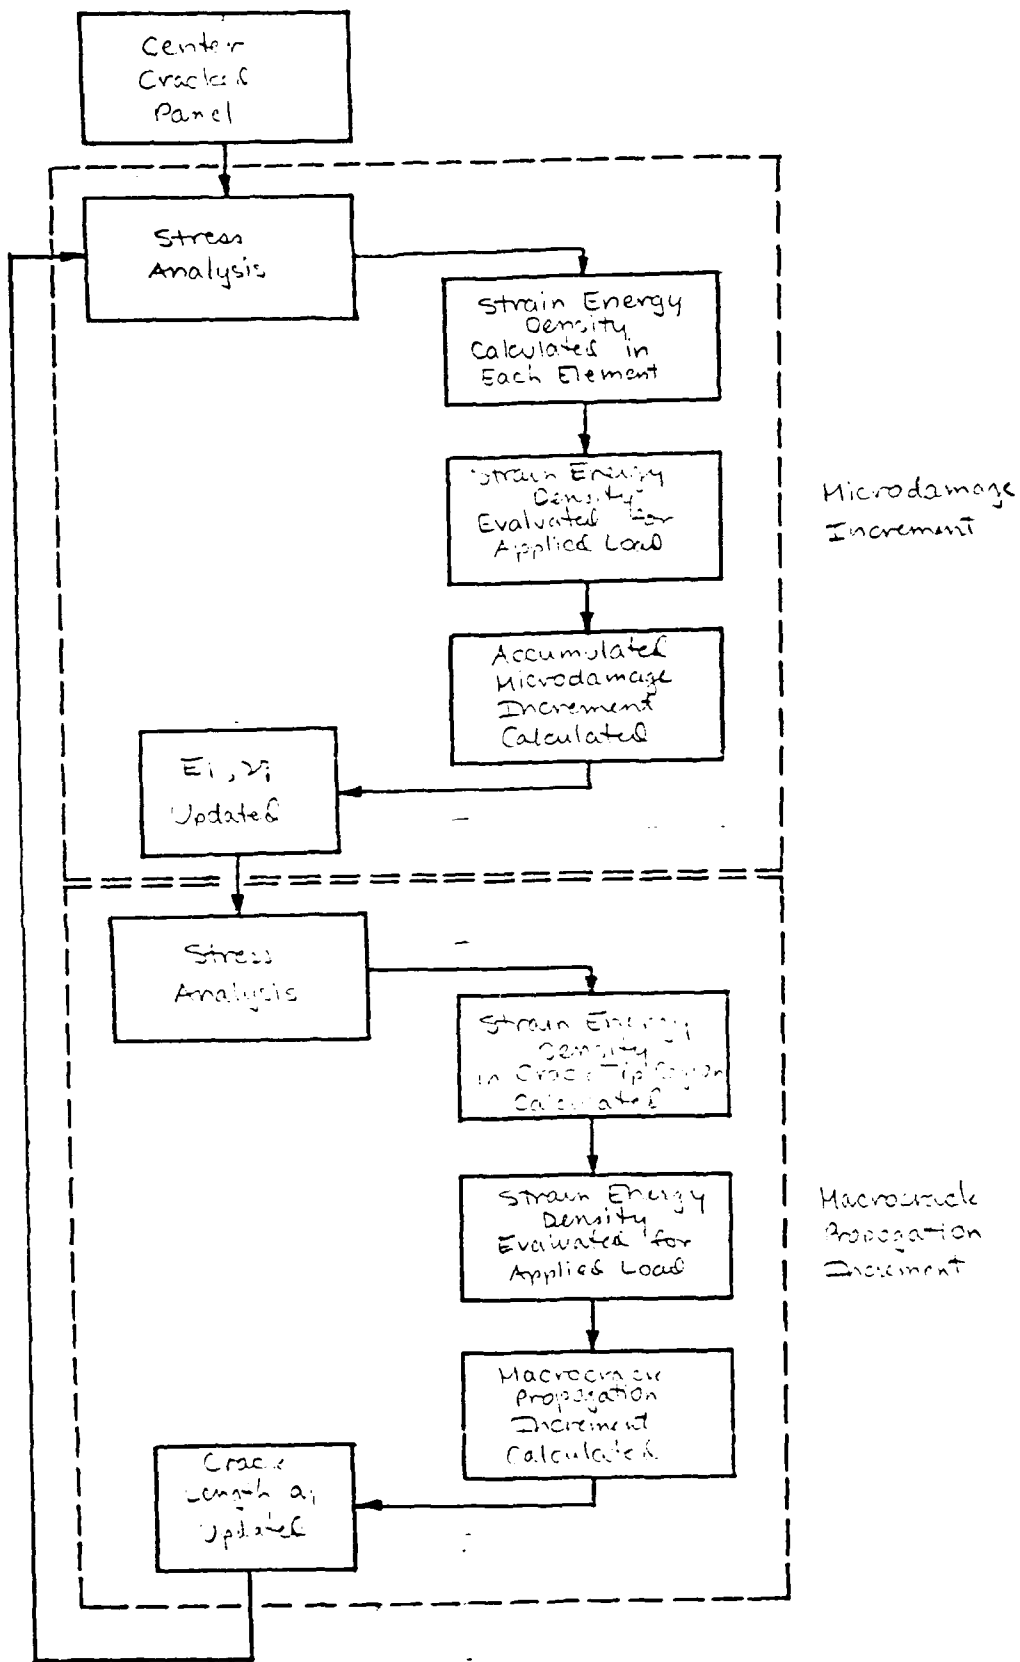 Center
Cracked
Panel
Stress
Analysis
Strain Energy
Density
Calculated in
Each Element
Strain Energy
Density
Evaluated for
Applied Load
Microdamage
Increment
Accumulated
Microdamage
Increment
Calculated
Ei, νi
Updated
Stress
Analysis
Strain Energy
Density
in Crack Tip Region
Calculated
Strain Energy
Density
Evaluated for
Applied Load
Macrocrack
Propogation
Increment
Macrocrack
Propogation
Increment
Calculated
Crack
Length ai
Updated